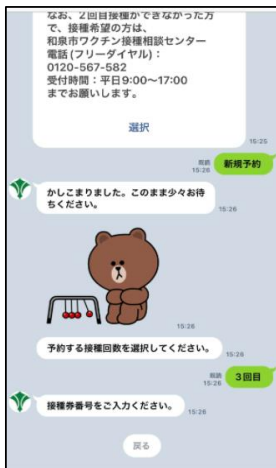 なお、2回目接種ができなかった方
で、接種希望の方は、
和泉市ワクチン接種相談センター
電話(フリーダイヤル)：
0120-567-582
受付時間：平日9:00〜17:00
までお願いします。
選択
15:25
既読
15:26
新規予約
かしこまりました。このまま少々お待
ちください。
15:26
15:26
予約する接種回数を選択してください。
15:26
既読
15:26
3回目
接種券番号をご入力ください。
15:26
戻る